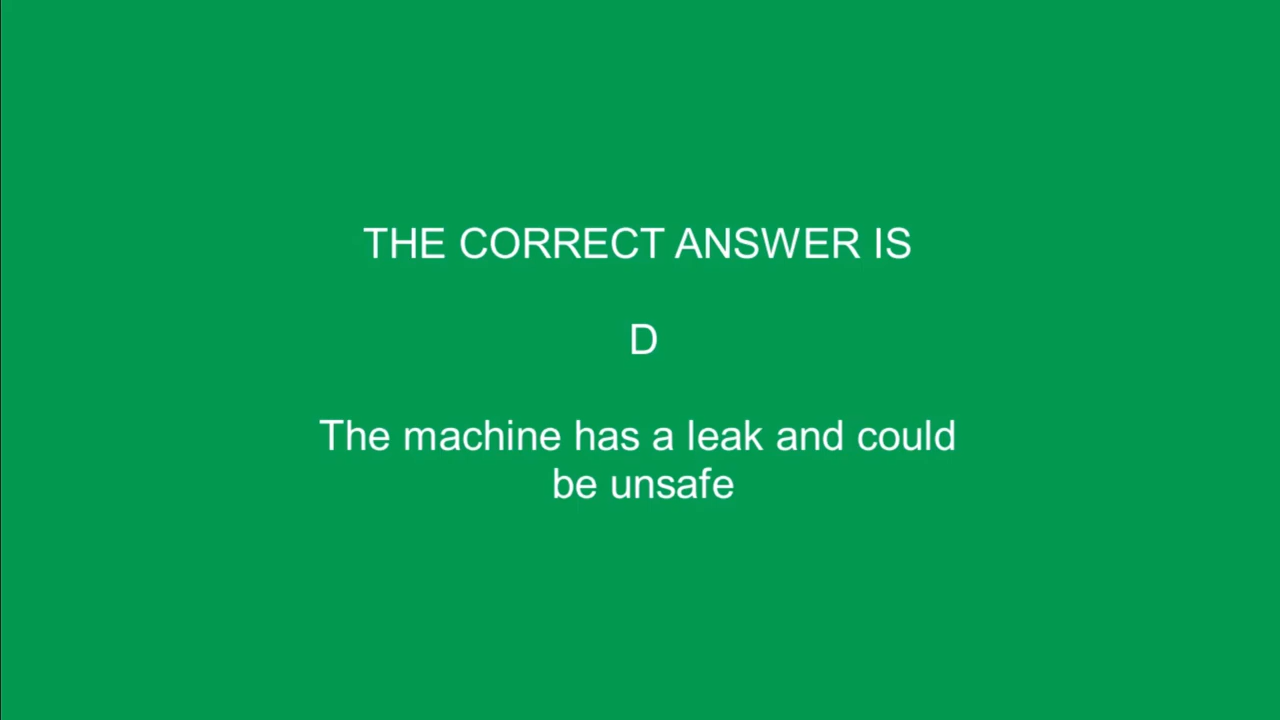 THE CORRECT ANSWER IS
D
The machine has a leak and could
be unsafe